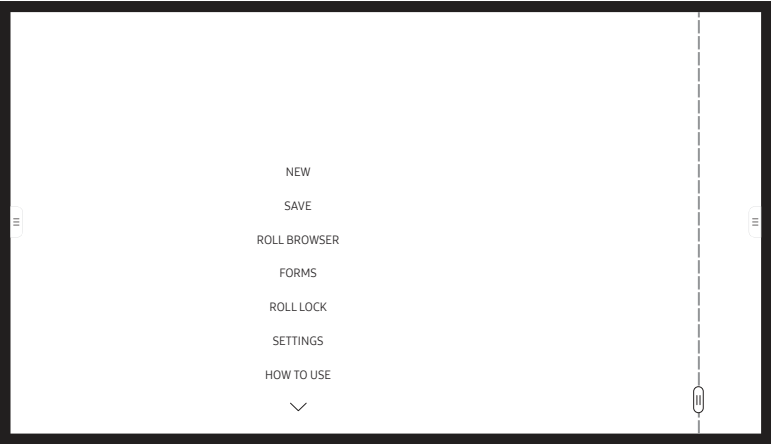 NEW
SAVE
ROLL BROWSER
FORMS
ROLL LOCK
SETTINGS
HOW TO USE